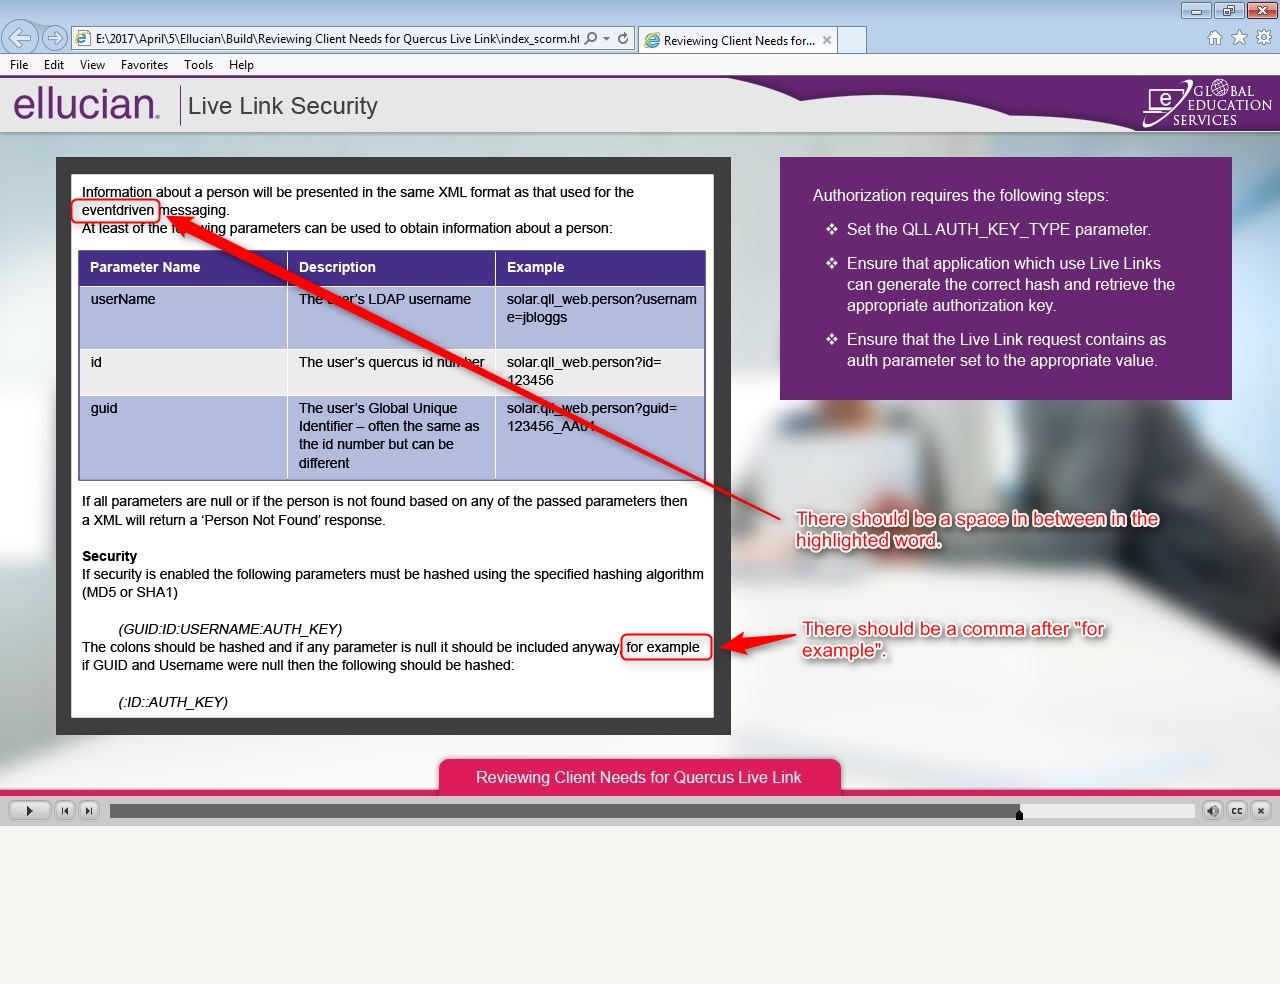 E:\2017\April\5\Ellucian\Build\Reviewing Client Needs for Quercus Live Link\index_scorm.ht
Reviewing Client Needs for...
File Edit View Favorites Tools Help
ellucian.
Live Link Security
GLOBAL
EDUCATION
SERVICES
Information about a person will be presented in the same XML format as that used for the
eventdriven messaging.
At least of the following parameters can be used to obtain information about a person:
Parameter Name Description Example
userName The user's LDAP username solar.qll_web.person?usernam
e=jbloggs
id The user's quercus id number solar.qll_web.person?id=
123456
guid The user's Global Unique solar.qll_web.person?guid=
Identifier – often the same as
the id number but can be
different
If all parameters are null or if the person is not found based on any of the passed parameters then
a XML will return a ‘Person Not Found’ response.
Security
If security is enabled the following parameters must be hashed using the specified hashing algorithm
(MD5 or SHA1)
(GUID:ID:USERNAME:AUTH_KEY)
The colons should be hashed and if any parameter is null it should be included anyway, for example
if GUID and Username were null then the following should be hashed:
(:ID::AUTH_KEY)
Authorization requires the following steps:
❖ Set the QLL AUTH_KEY_TYPE parameter.
❖ Ensure that application which use Live Links
can generate the correct hash and retrieve the
appropriate authorization key.
❖ Ensure that the Live Link request contains as
auth parameter set to the appropriate value.
There should be a space in between in the
highlighted word.
There should be a comma after "for
example".
Reviewing Client Needs for Quercus Live Link
CC